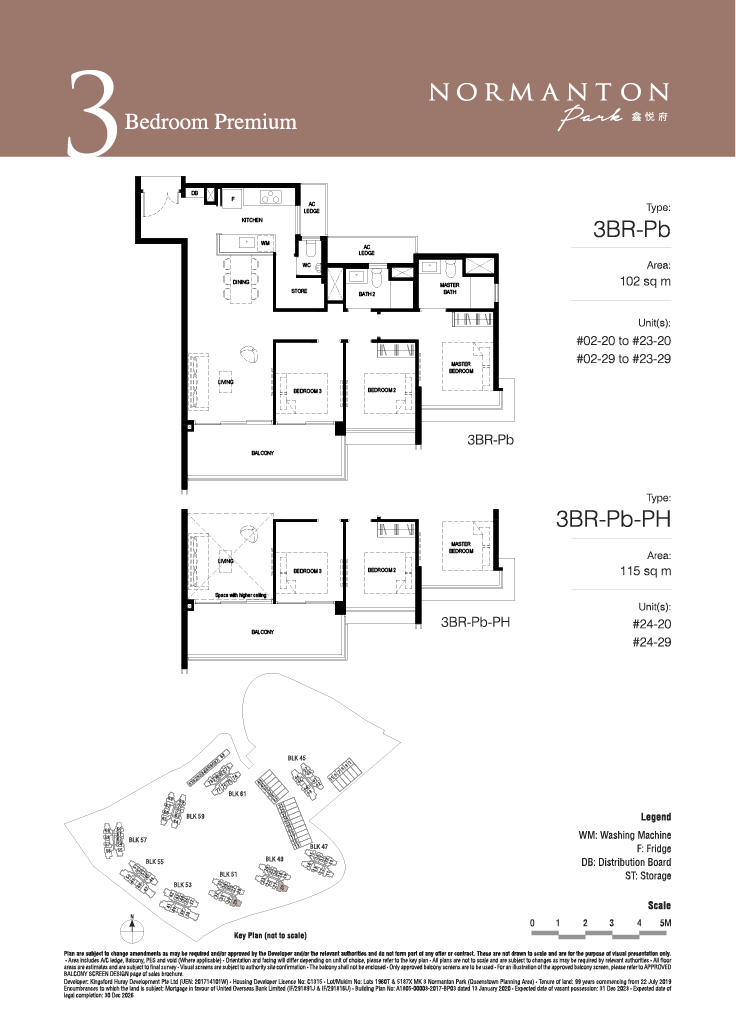 3 Bedroom Premium
NORMANTON
Park 鑫悦府
DB
F
AC
LEDGE
KITCHEN
WM
WC
AC
LEDGE
DINING
STORE
BATH 2
MASTER
BATH
LIVING
BEDROOM 3
BEDROOM 2
MASTER
BEDROOM
BALCONY
3BR-Pb
Type:
3BR-Pb
Area:
102 sq m
Unit(s):
#02-20 to #23-20
#02-29 to #23-29
LIVING
Space with higher ceiling
BEDROOM 3
BEDROOM 2
MASTER
BEDROOM
BALCONY
3BR-Pb-PH
Type:
3BR-Pb-PH
Area:
115 sq m
Unit(s):
#24-20
#24-29
BLK 45
BLK 61
BLK 59
BLK 57
BLK 47
BLK 55
BLK 49
BLK 51
BLK 53
N
Key Plan (not to scale)
Legend
WM: Washing Machine
F: Fridge
DB: Distribution Board
ST: Storage
Scale
0 1 2 3 4 5M
Plan are subject to change amendments as may be required and/or approved by the Developer and/or the relevant authorities and do not form part of any offer or contract. These are not drawn to scale and are for the purpose of visual presentation only.
• Area includes A/C ledge, Balcony, PES and void (Where applicable) • Orientation and facing will differ depending on unit of choice, please refer to the key plan • All plans are not to scale and are subject to changes as may be required by relevant authorities • All floor
areas are estimates and are subject to final survey • Visual screens are subject to authority site confirmation • The balcony shall not be enclosed • Only approved balcony screens are to be used • For an illustration of the approved balcony screen, please refer to APPROVED
BALCONY SCREEN DESIGN page of sales brochure.
Developer: Kingsford Huray Development Pte Ltd (UEN: 201714101W) • Housing Developer Licence No: C1315 • Lot/Mukim No: Lots 1960T & 5187X MK 3 Normanton Park (Queenstown Planning Area) • Tenure of land: 99 years commencing from 22 July 2019
Encumbrances to which the land is subject: Mortgage in favour of United Overseas Bank Limited (IF/291891J & IF/291816U) • Building Plan No: A1805-00003-2017-BP03 dated 13 January 2020 • Expected date of vacant possession: 31 Dec 2023 • Expected date of
legal completion: 30 Dec 2026